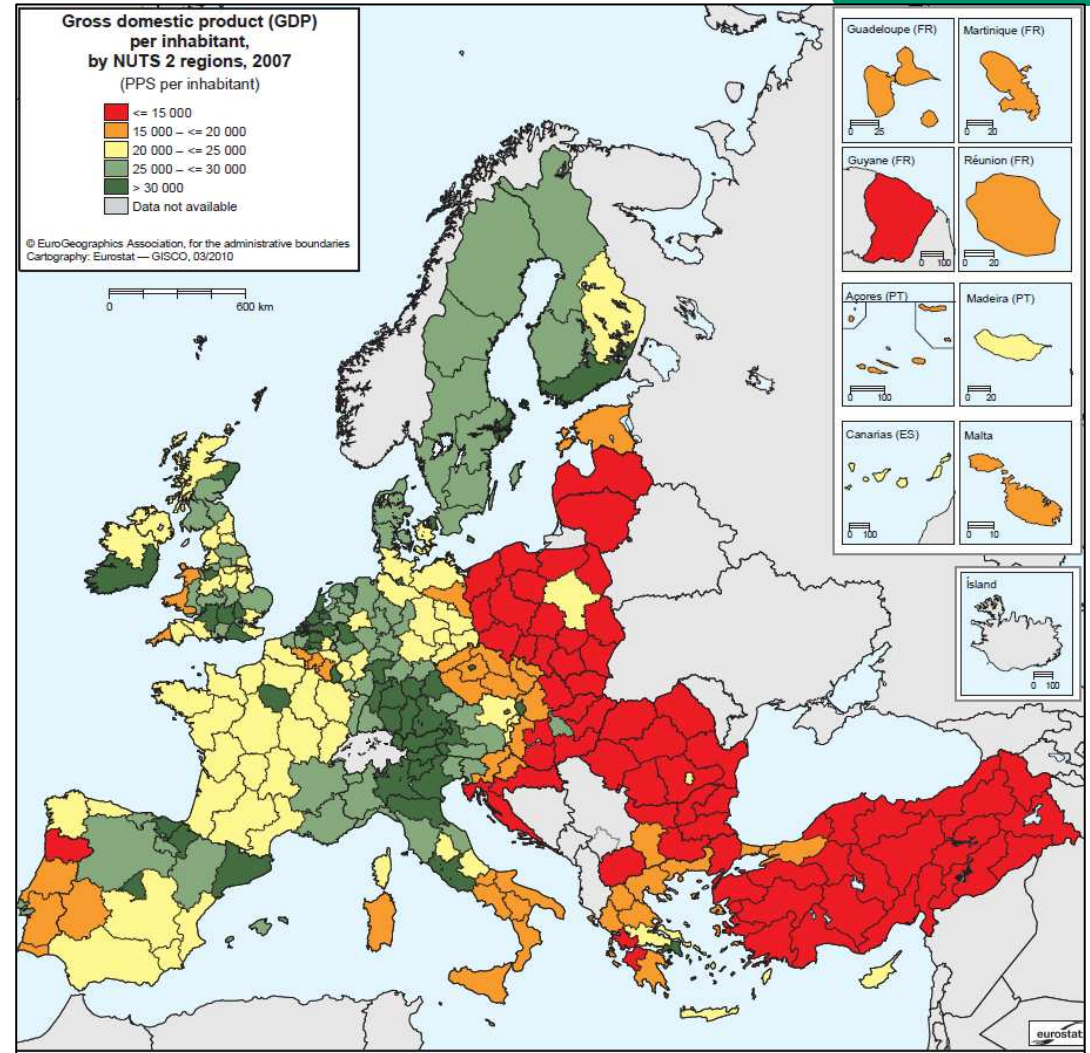 Gross domestic product (GDP)
per inhabitant,
by NUTS 2 regions, 2007
(PPS per inhabitant)
<= 15 000
15 000 – <= 20 000
20 000 – <= 25 000
25 000 – <= 30 000
> 30 000
Data not available
© EuroGeographics Association, for the administrative boundaries
Cartography: Eurostat — GISCO, 03/2010
0 600 km
Guadeloupe (FR)
0 25
Martinique (FR)
0 20
Guyane (FR)
0 100
Réunion (FR)
0 20
Açores (PT)
0 100
Madeira (PT)
0 20
Canarias (ES)
0 100
Malta
0 10
Ísland
0 100
eurostat